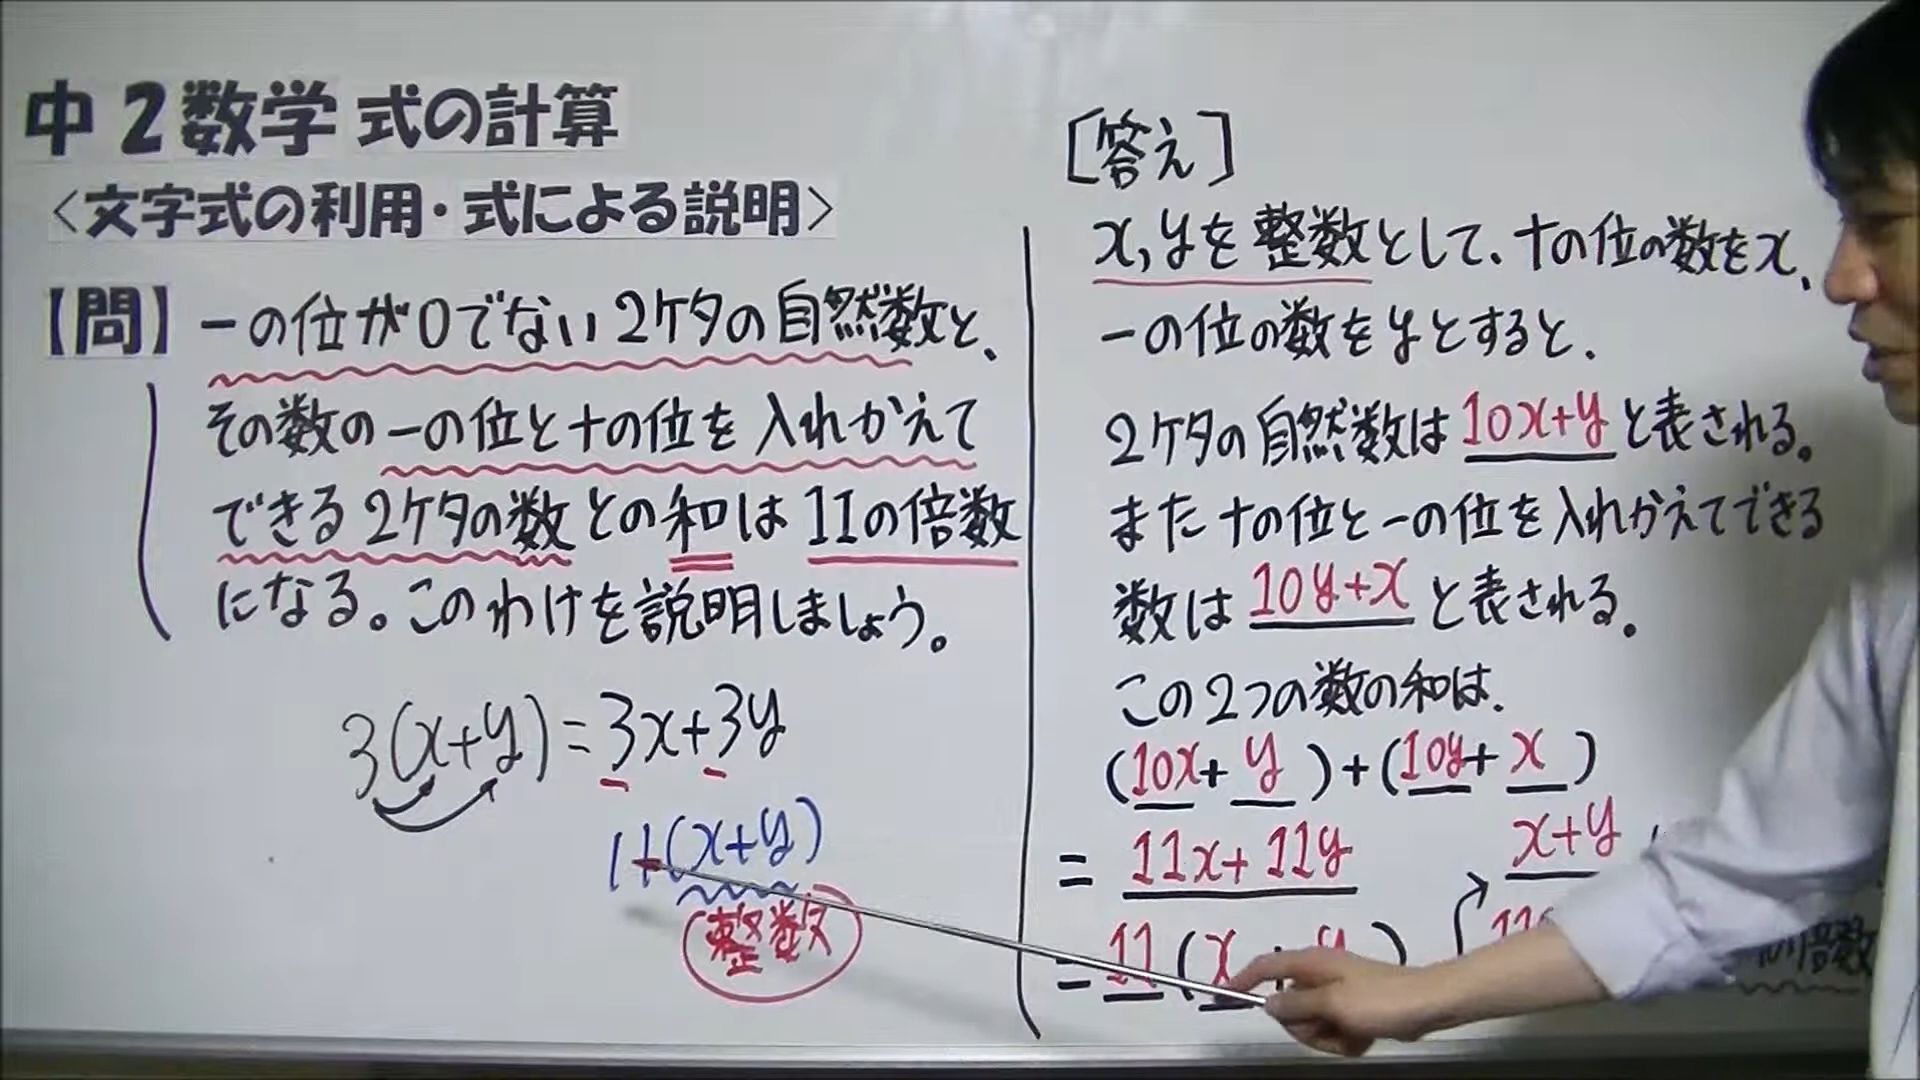 中2数学 式の計算
<文字式の利用・式による説明>
【問】一の位が0でない2ケタの自然数と、
その数の一の位と十の位を入れかえて
できる2ケタの数との和は11の倍数
になる。このわけを説明しましょう。
3(x+y)=3x+3y
11(x+y)
整数
[答え]
x,yを整数として、十の位の数をx、
一の位の数をyとすると、
2ケタの自然数は10x+yと表される。
また十の位と一の位を入れかえてできる
数は10y+xと表される。
この2つの数の和は、
(10x+y)+(10y+x)
=11x+11y
x+y
=11(x+y)
倍数